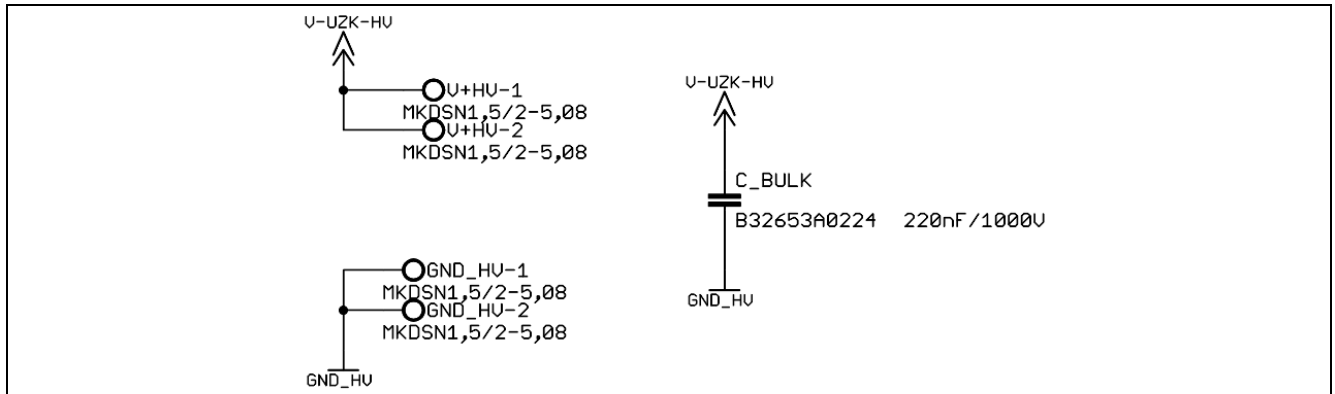 V-UZK-HV
V+HV-1
MKDSN1,5/2-5,08
V+HV-2
MKDSN1,5/2-5,08
GND_HV-1
MKDSN1,5/2-5,08
GND_HV-2
MKDSN1,5/2-5,08
GND_HV
V-UZK-HV
C_BULK
B32653A0224 220nF/1000V
GND_HV